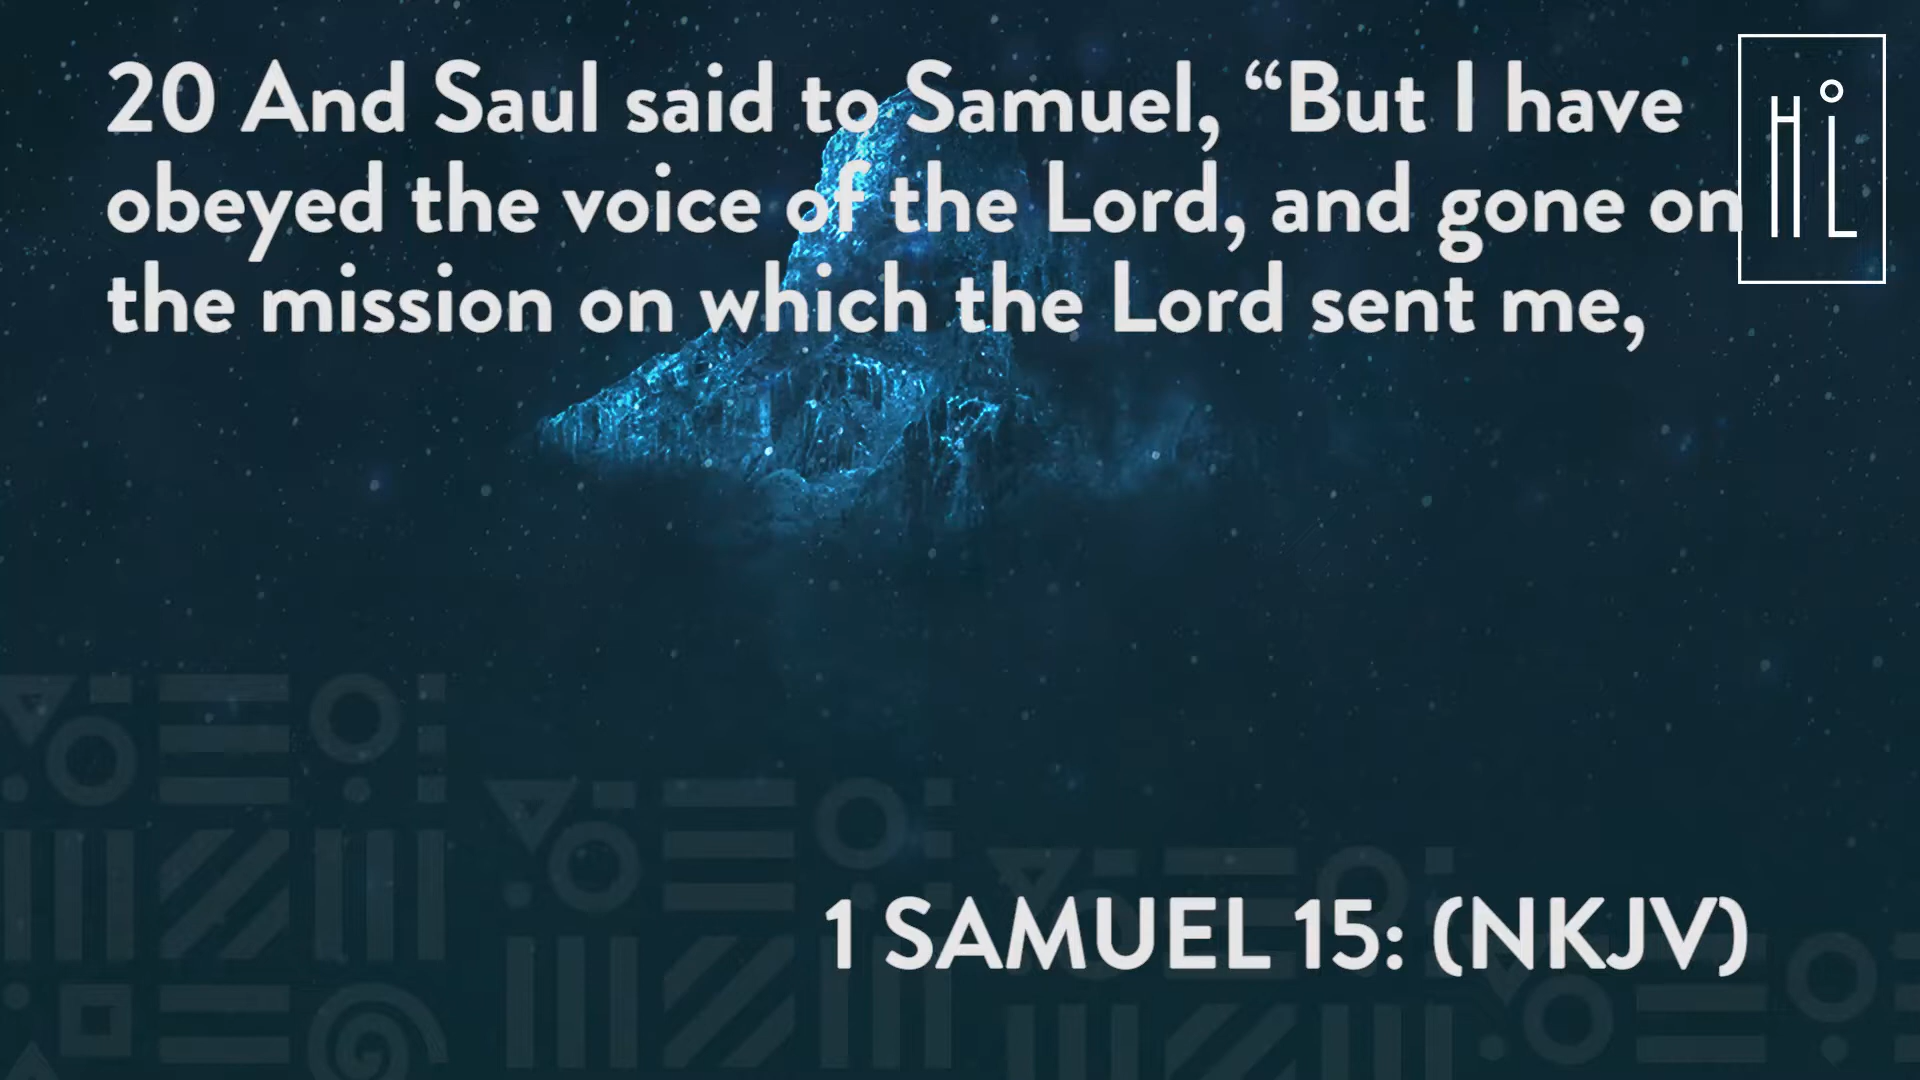 20 And Saul said to Samuel, “But I have
obeyed the voice of the Lord, and gone on
the mission on which the Lord sent me,
HiL
1 SAMUEL 15: (NKJV)